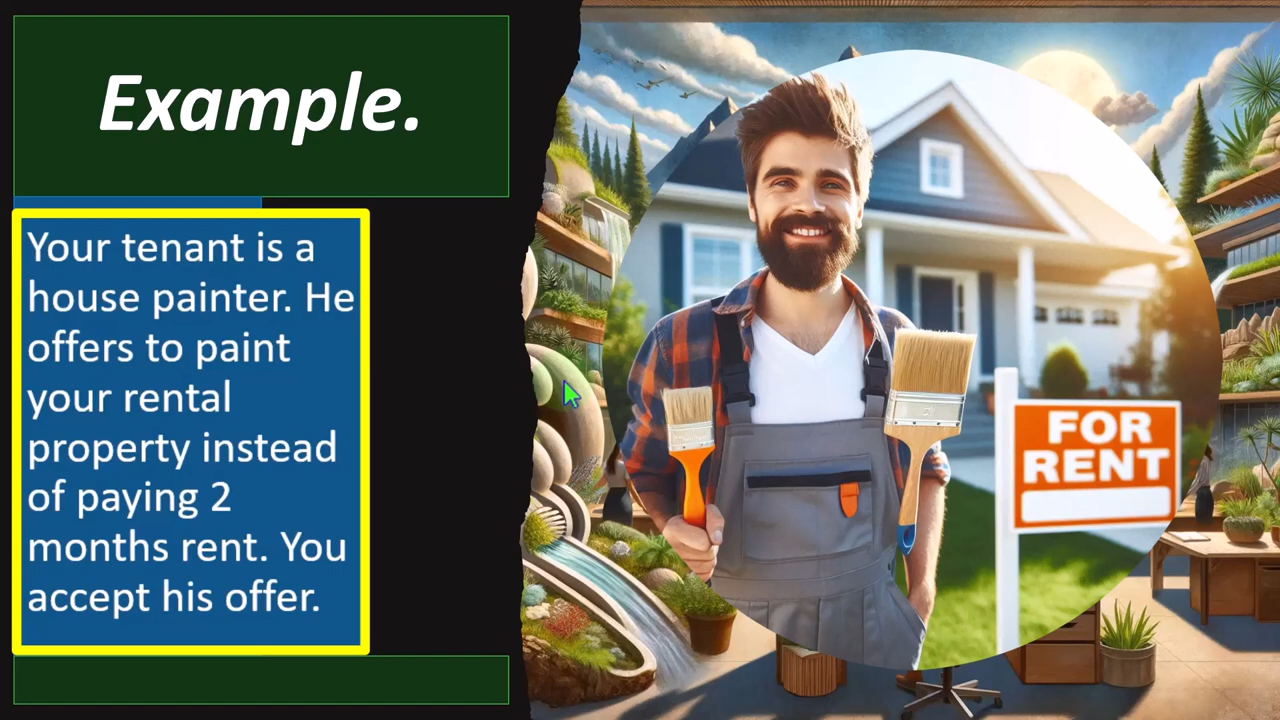 Example.
Your tenant is a
house painter. He
offers to paint
your rental
property instead
of paying 2
months rent. You
accept his offer.
FOR
RENT